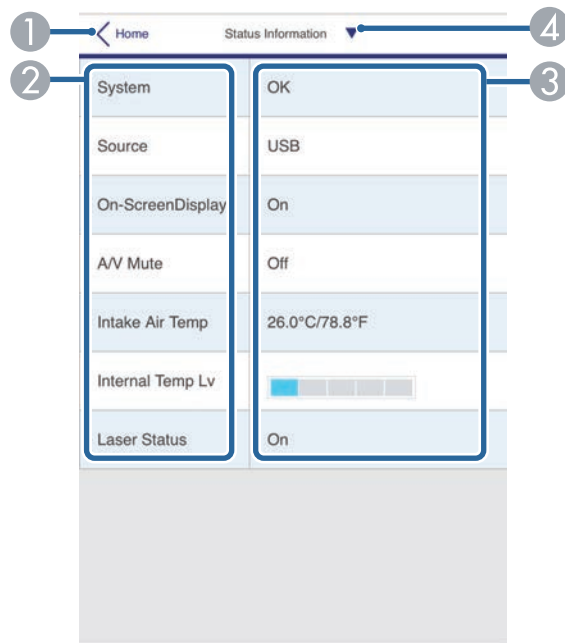 1
Home
Status Information
4
2
3
System
OK
Source
USB
On-ScreenDisplay
On
A/V Mute
Off
Intake Air Temp
26.0°C/78.8°F
Internal Temp Lv
Laser Status
On